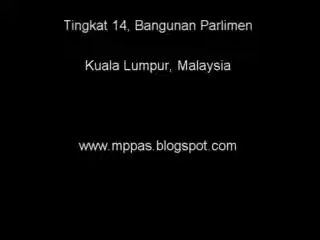 Tingkat 14, Bangunan Parlimen
Kuala Lumpur, Malaysia
www.mppas.blogspot.com